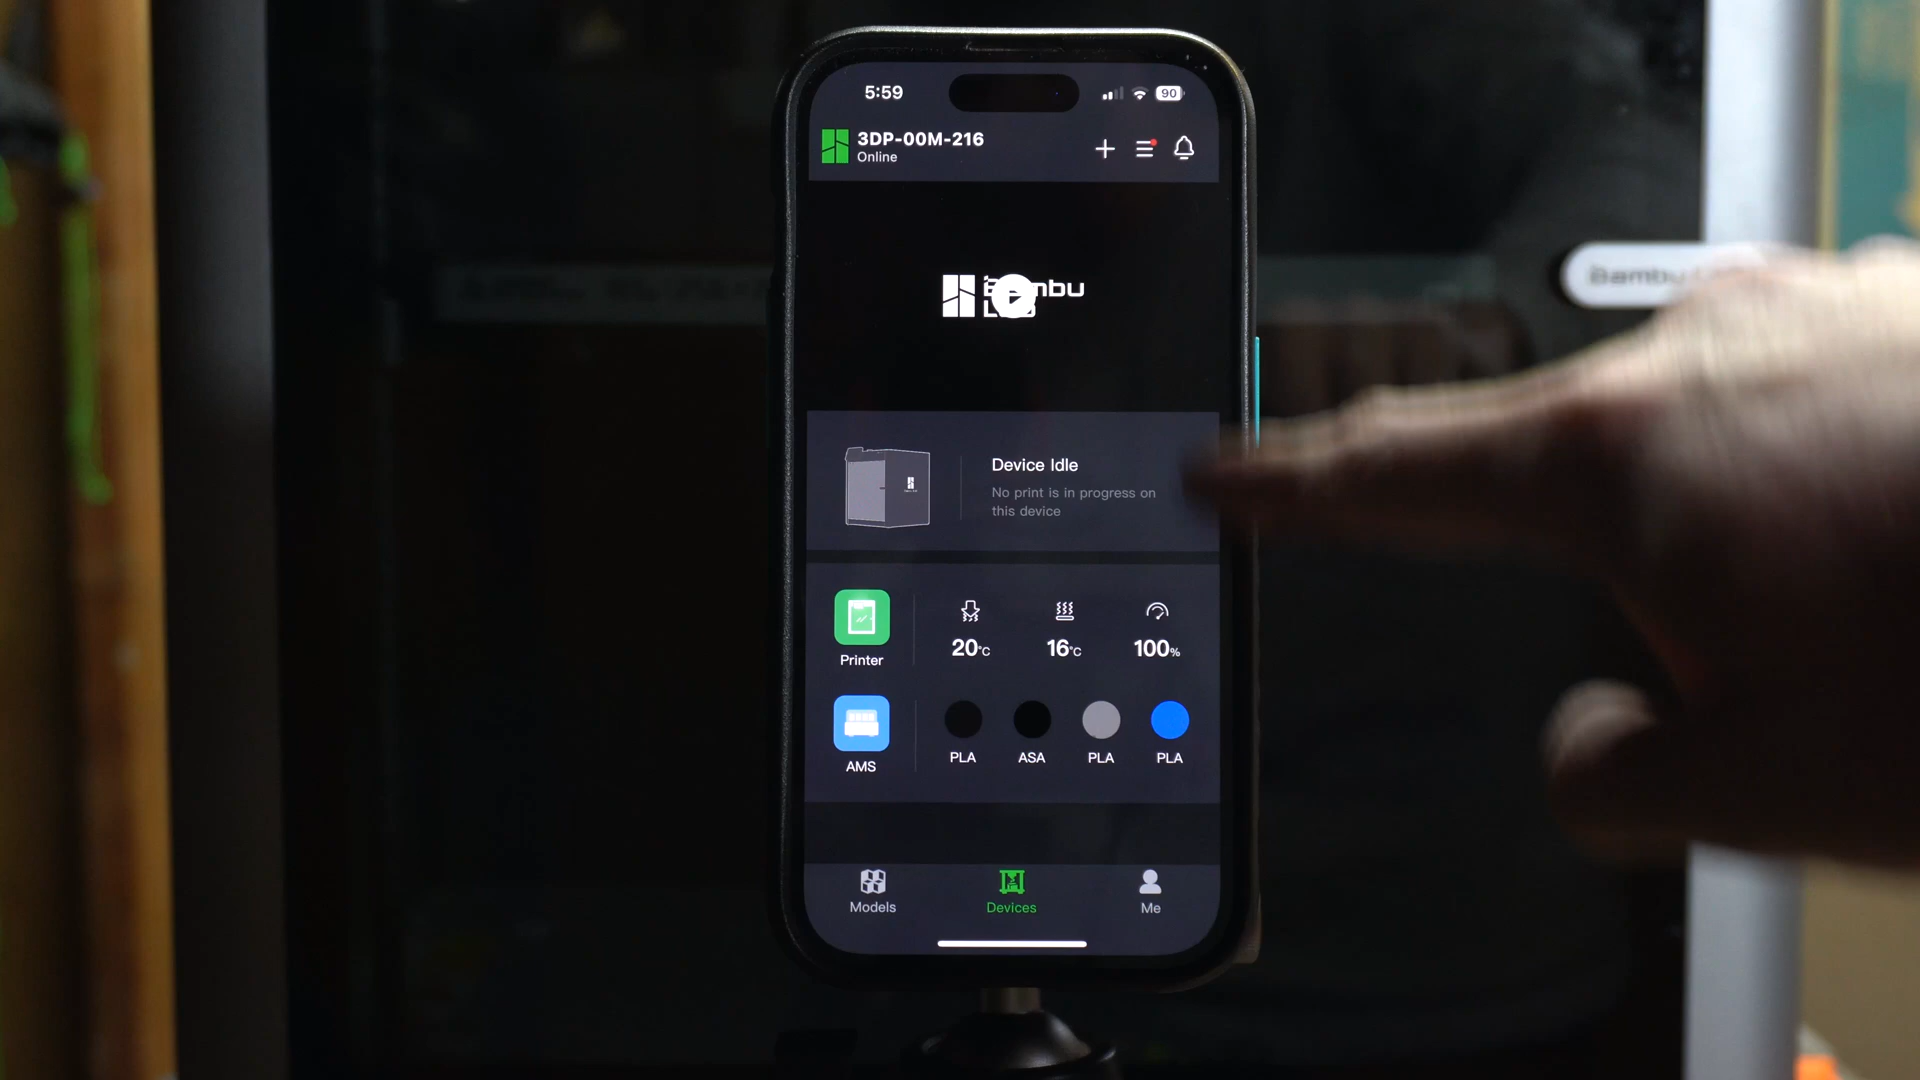 5:59
90
3DP-00M-216
Online
Bambu
Bambu
Device Idle
No print is in progress on
this device
20°C
16°C
100%
Printer
PLA
ASA
PLA
PLA
AMS
Models
Devices
Me